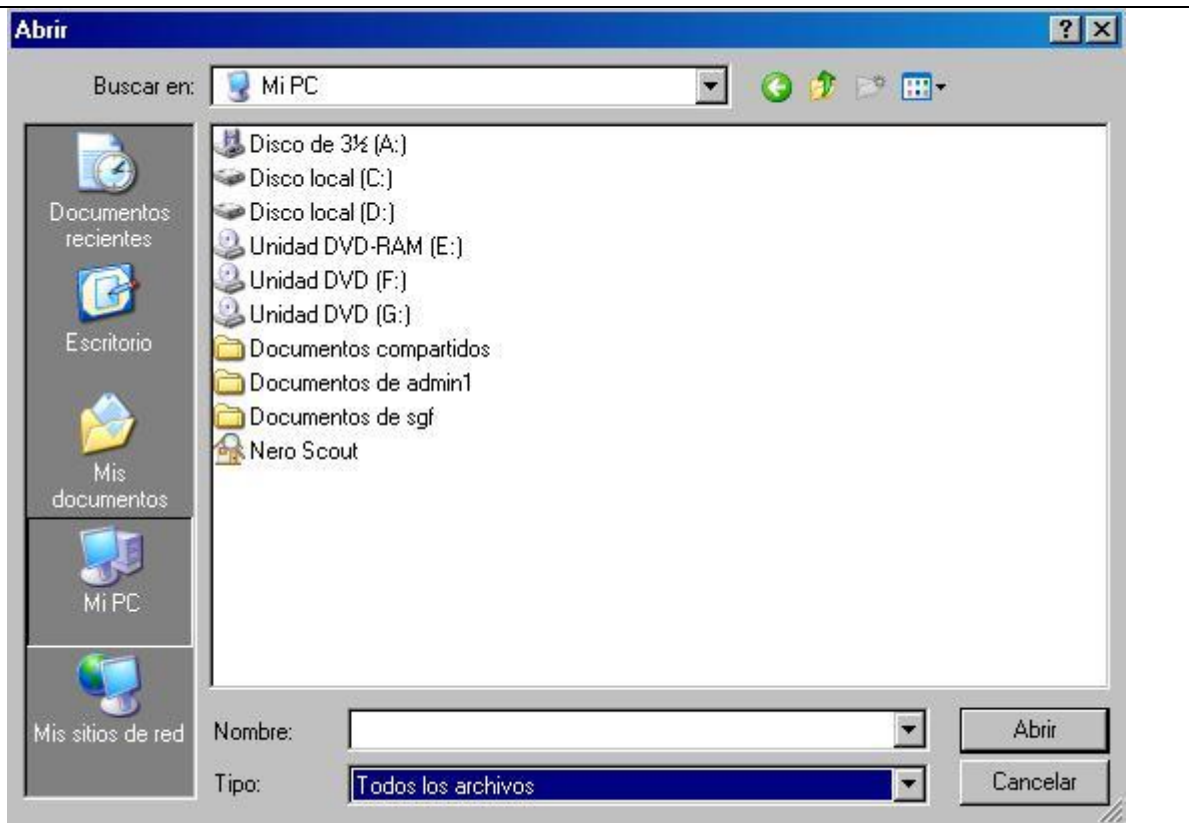 Abrir
Buscar en:
Mi PC
Documentos
recientes
Escritorio
Mis
documentos
Mi PC
Mis sitios de red
Disco de 3½ (A:)
Disco local (C:)
Disco local (D:)
Unidad DVD-RAM (E:)
Unidad DVD (F:)
Unidad DVD (G:)
Documentos compartidos
Documentos de admin1
Documentos de sgf
Nero Scout
Nombre:
Abrir
Tipo:
Todos los archivos
Cancelar